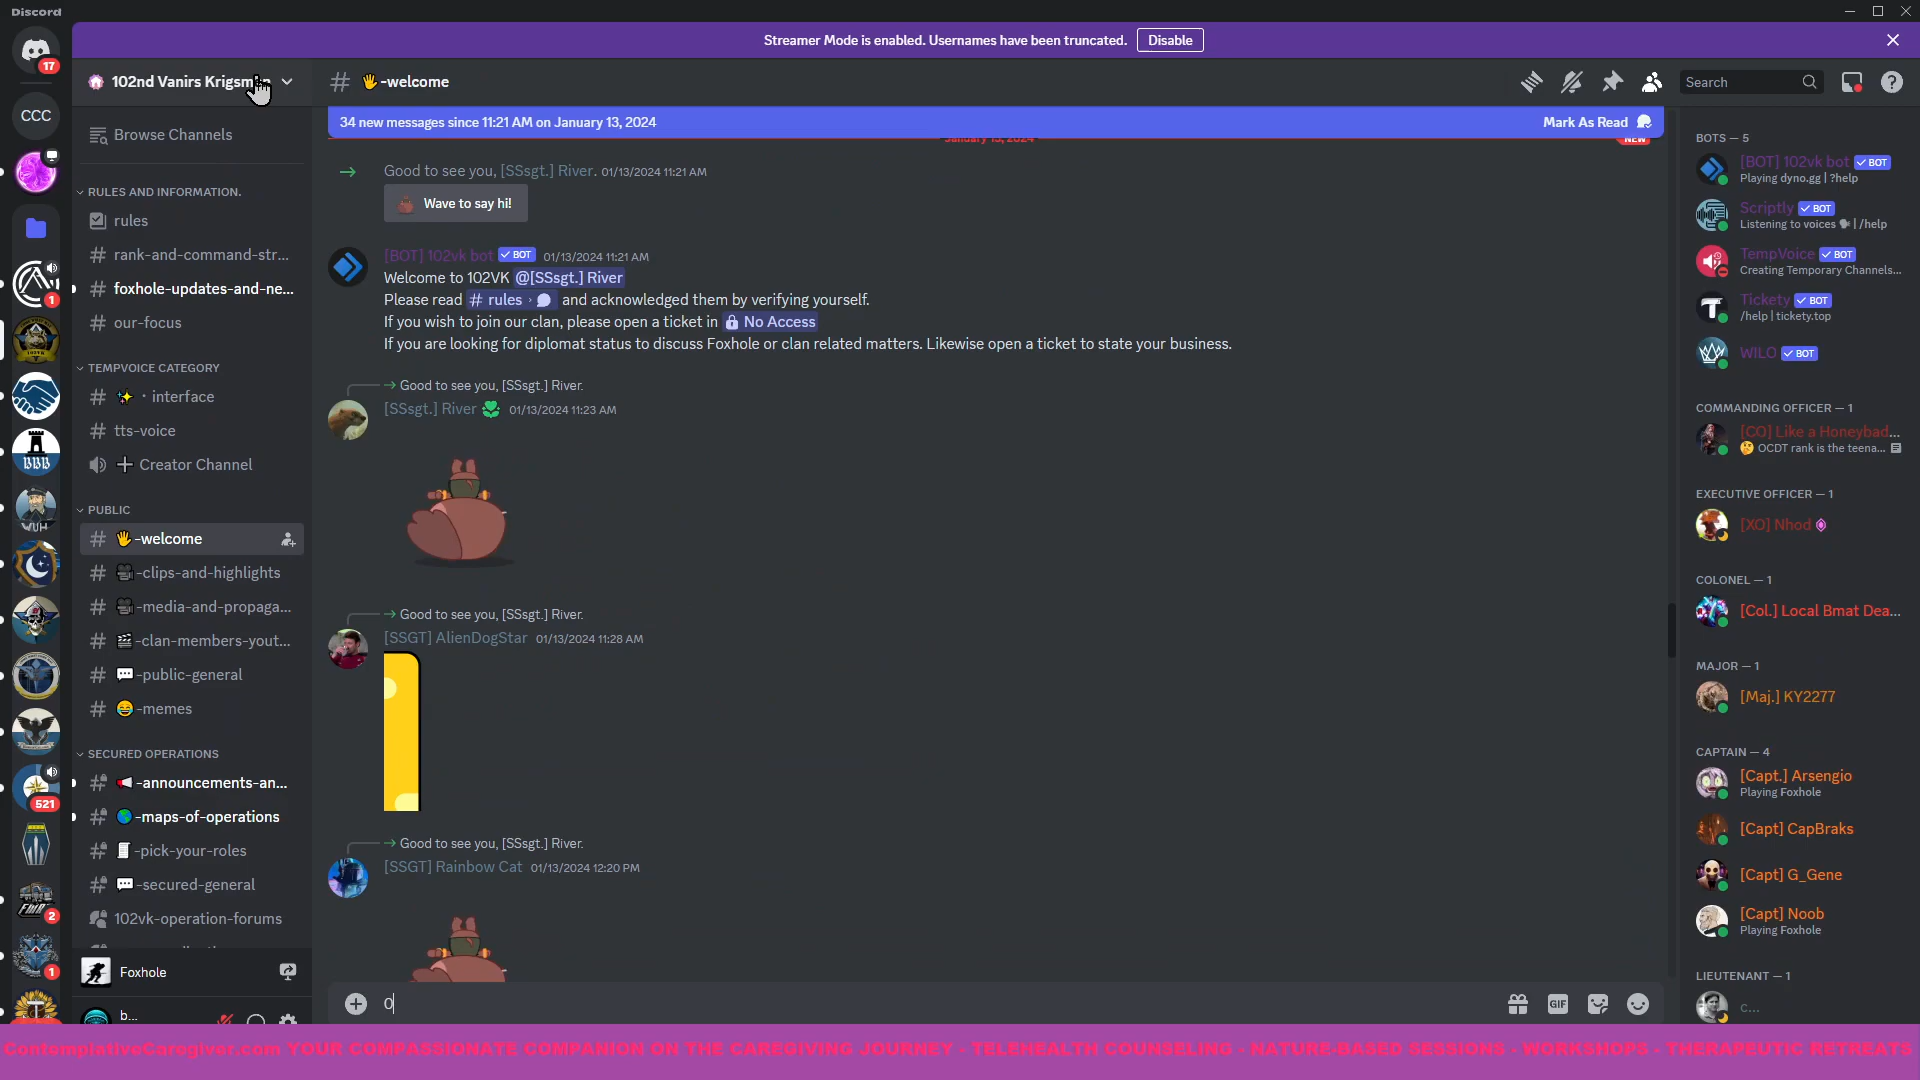 Discord
Streamer Mode is enabled. Usernames have been truncated.
Disable
17
CCC
1
BBB
WUH
521
2
1
102nd Vanirs Krigsm
Browse Channels
RULES AND INFORMATION.
rules
rank-and-command-str...
foxhole-updates-and-ne...
our-focus
TEMPVOICE CATEGORY
interface
tts-voice
Creator Channel
PUBLIC
-welcome
-clips-and-highlights
-media-and-propaga...
-clan-members-yout...
-public-general
-memes
SECURED OPERATIONS
-announcements-an...
-maps-of-operations
-pick-your-roles
-secured-general
102vk-operation-forums
Foxhole
b...
-welcome
Search
34 new messages since 11:21 AM on January 13, 2024
Mark As Read
January 13, 2024
NEW
Good to see you, [SSsgt.] River. 01/13/2024 11:21 AM
Wave to say hi!
[BOT] 102vk bot BOT 01/13/2024 11:21 AM
Welcome to 102VK @[SSsgt.] River
Please read # rules › and acknowledged them by verifying yourself.
If you wish to join our clan, please open a ticket in No Access
If you are looking for diplomat status to discuss Foxhole or clan related matters. Likewise open a ticket to state your business.
Good to see you, [SSsgt.] River.
[SSsgt.] River 01/13/2024 11:23 AM
Good to see you, [SSsgt.] River.
[SSGT] AlienDogStar 01/13/2024 11:28 AM
Good to see you, [SSsgt.] River.
[SSGT] Rainbow Cat 01/13/2024 12:20 PM
0
GIF
BOTS — 5
[BOT] 102vk bot BOT
Playing dyno.gg | ?help
Scriptly BOT
Listening to voices | /help
TempVoice BOT
Creating Temporary Channels...
Tickety BOT
/help | tickety.top
WILO BOT
COMMANDING OFFICER — 1
[CO] Like a Honeybad...
OCDT rank is the teena...
EXECUTIVE OFFICER — 1
[XO] Nhod
COLONEL — 1
[Col.] Local Bmat Dea...
MAJOR — 1
[Maj.] KY2277
CAPTAIN — 4
[Capt.] Arsengio
Playing Foxhole
[Capt] CapBraks
[Capt] G_Gene
[Capt] Noob
Playing Foxhole
LIEUTENANT — 1
c...
ContemplativeCaregiver.com YOUR COMPASSIONATE COMPANION ON THE CAREGIVING JOURNEY - TELEHEALTH COUNSELING - NATURE-BASED SESSIONS - WORKSHOPS - THERAPEUTIC RETREATS